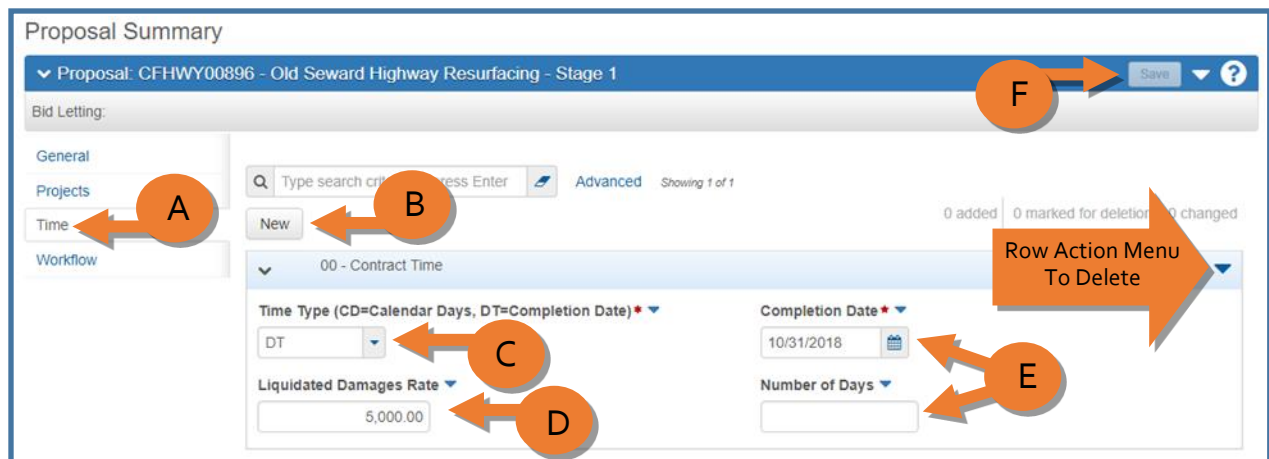 Proposal Summary
Proposal: CFHWY00896 - Old Seward Highway Resurfacing - Stage 1
Save
?
F
Bid Letting:
General
Projects
Time
Workflow
A
Type search cri ress Enter
Advanced
Showing 1 of 1
B
New
0 added
0 marked for deletion
0 changed
Row Action Menu
To Delete
00 - Contract Time
Time Type (CD=Calendar Days, DT=Completion Date)*
Completion Date*
DT
C
10/31/2018
E
Liquidated Damages Rate
Number of Days
5,000.00
D